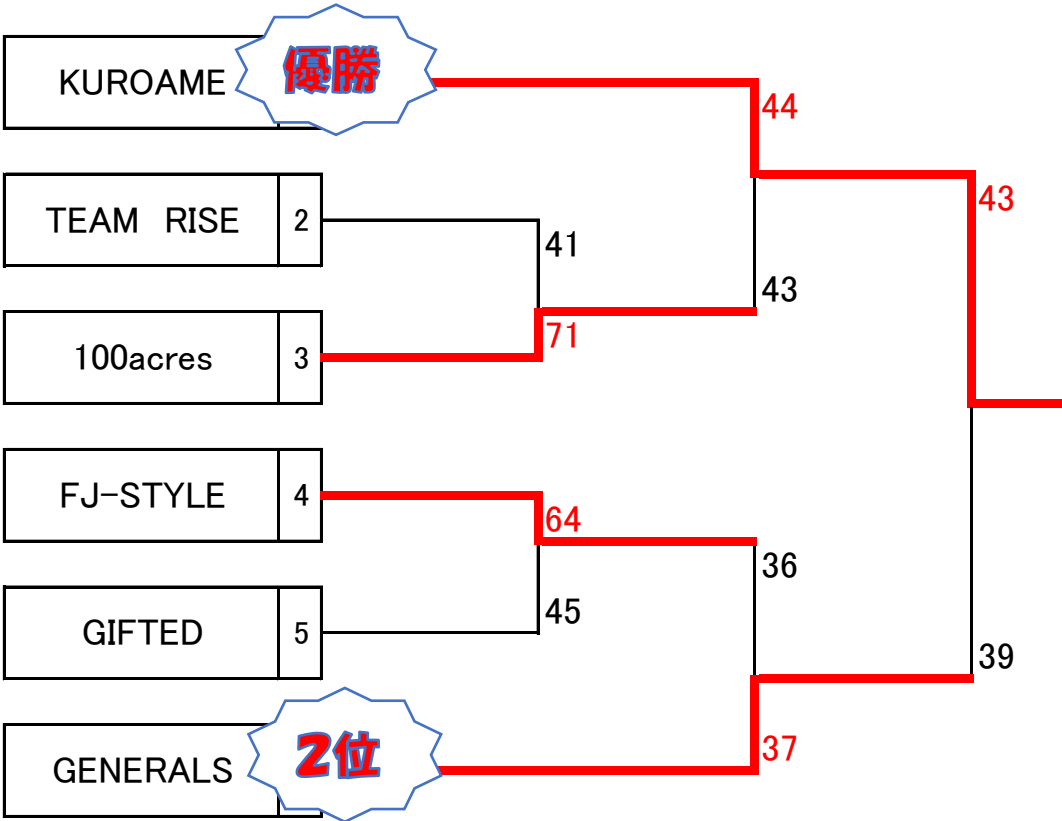 KUROAME
優勝
44
43
TEAM　RISE
2
41
43
100acres
3
71
FJ-STYLE
4
64
36
GIFTED
5
45
39
GENERALS
2位
37